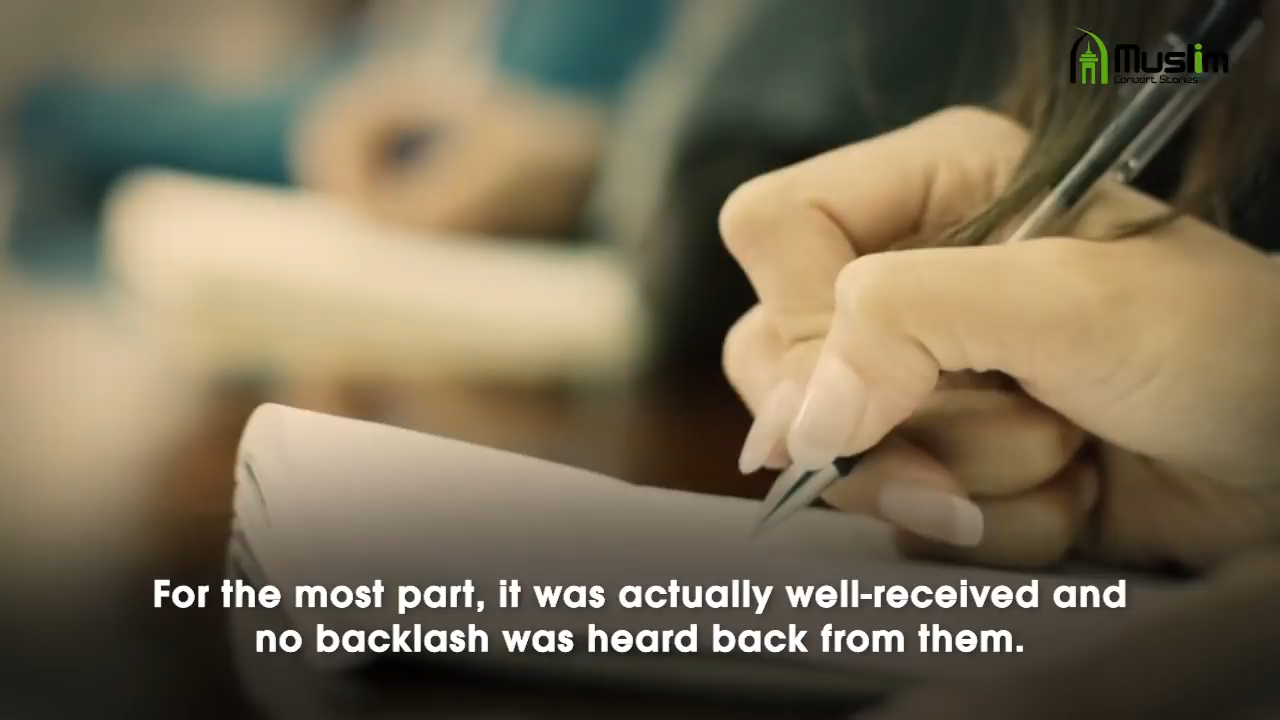 Muslim
Convert Stories
For the most part, it was actually well-received and
no backlash was heard back from them.